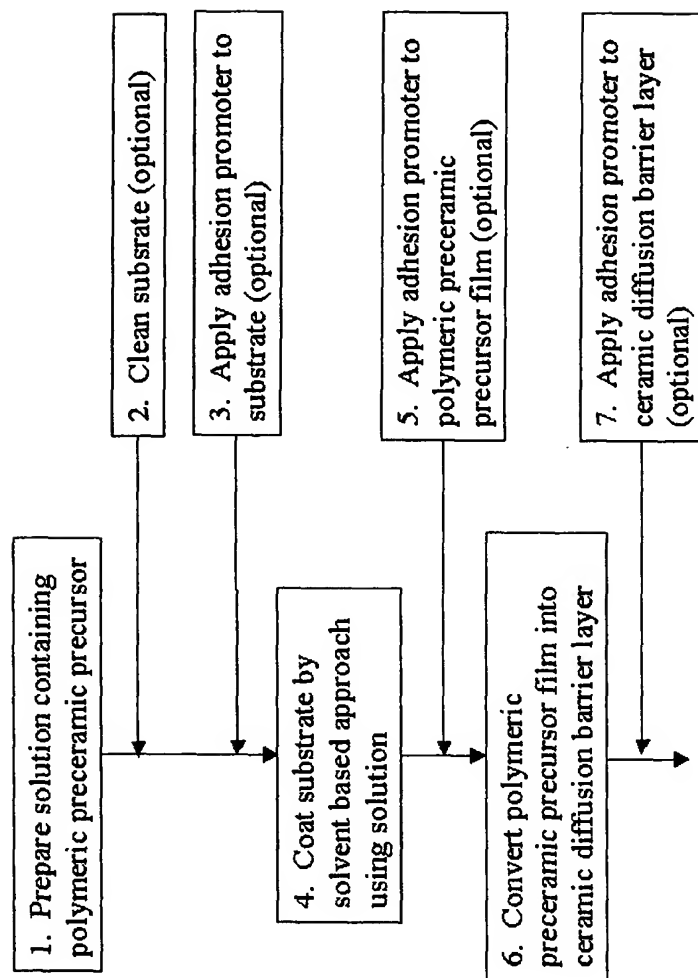 1. Prepare solution containing
polymeric preceramic precursor
2. Clean subsrate (optional)
3. Apply adhesion promoter to
substrate (optional)
4. Coat substrate by
solvent based approach
using solution
5. Apply adhesion promoter to
polymeric preceramic
precursor film (optional)
6. Convert polymeric
preceramic precursor film into
ceramic diffusion barrier layer
7. Apply adhesion promoter to
ceramic diffusion barrier layer
(optional)